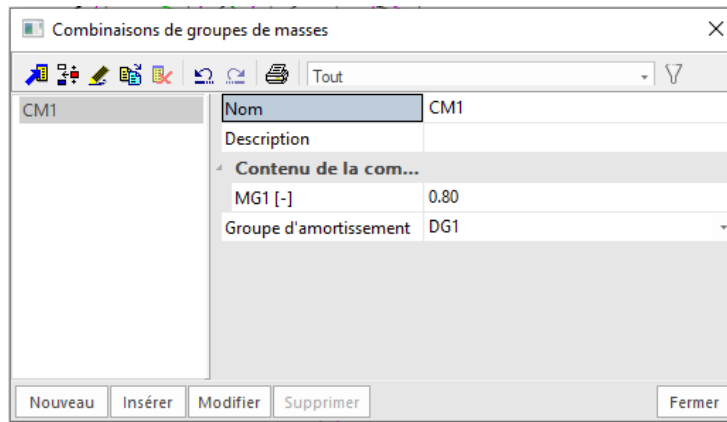 Combinaisons de groupes de masses
Tout
CM1
Nom CM1
Description
Contenu de la com...
MG1 [-] 0.80
Groupe d'amortissement DG1
Nouveau Insérer Modifier Supprimer Fermer